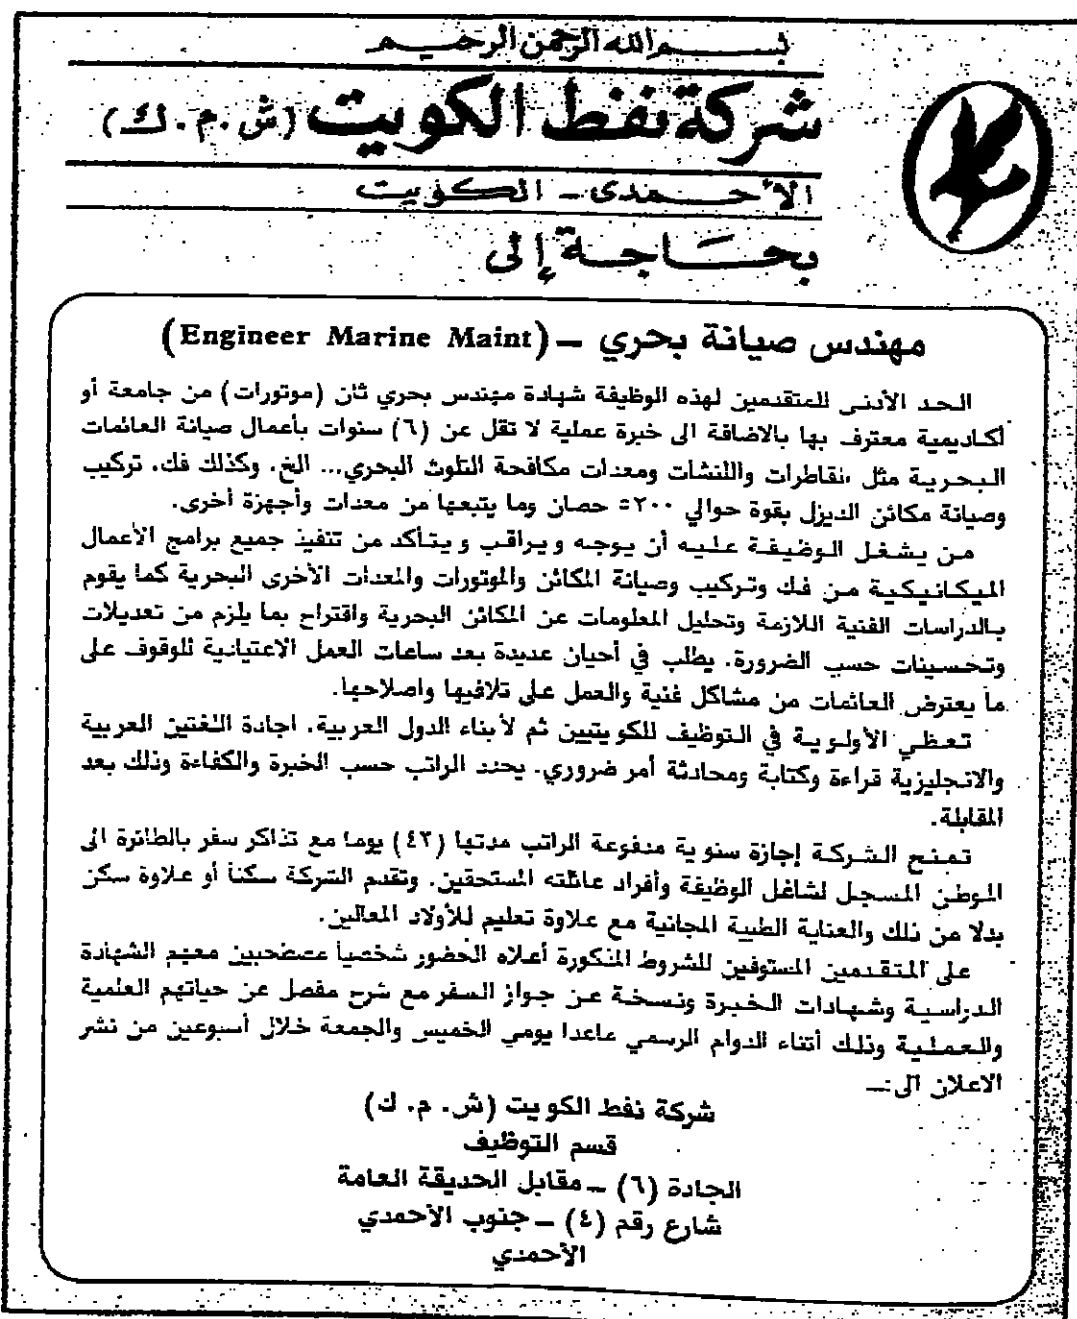 بسم الله الرحمن الرحيم
شركة نفط الكويت (ش.م.ك)
الأحمدى - الكويت
بحاجة إلى
مهندس صيانة بحري – (Engineer Marine Maint)
الحد الأدنى للمتقدمين لهذه الوظيفة شهادة مهندس بحري ثان (موتورات) من جامعة أو
أكاديمية معترف بها بالاضافة الى خبرة عملية لا تقل عن (٦) سنوات بأعمال صيانة العائمات
البحرية مثل القاطرات واللنشات ومعدات مكافحة التلوث البحري... الخ، وكذلك فك، تركيب
وصيانة مكائن الديزل بقوة حوالي حصان وما يتبعها من معدات وأجهزة أخرى.
من يشغل الوظيفة عليه أن يوجه ويراقب ويتأكد من تنفيذ جميع برامج الأعمال
الميكانيكية من فك وتركيب وصيانة المكائن والموتورات والمعدات الأخرى البحرية كما يقوم
بالدراسات الفنية اللازمة وتحليل المعلومات عن المكائن البحرية واقتراح بما يلزم من تعديلات
وتحسينات حسب الضرورة. يطلب في أحيان عديدة بعد ساعات العمل الاعتيادية للوقوف على
ما يعترض العائمات من مشاكل فنية والعمل على تلافيها واصلاحها.
تعطي الأولوية في التوظيف للكويتيين ثم لأبناء الدول العربية. اجادة اللغتين العربية
والانجليزية قراءة وكتابة ومحادثة أمر ضروري. يحدد الراتب حسب الخبرة والكفاءة وذلك بعد
المقابلة.
تمنح الشركة إجازة سنوية مدفوعة الراتب مدتها (٤٢) يوما مع تذاكر سفر بالطائرة الى
الموطن المسجل لشاغل الوظيفة وأفراد عائلته المستحقين. وتقدم الشركة سكنا أو علاوة سكن
بدلا من ذلك والعناية الطبية المجانية مع علاوة تعليم للأولاد المعالين.
على المتقدمين المستوفين للشروط المذكورة أعلاه الحضور شخصيا مصطحبين معهم الشهادة
الدراسية وشهادات الخبرة ونسخة عن جواز السفر مع شرح مفصل عن حياتهم العلمية
والعملية وذلك أثناء الدوام الرسمي ماعدا يومي الخميس والجمعة خلال أسبوعين من نشر
الاعلان الى:ـ
شركة نفط الكويت (ش. م. ك)
قسم التوظيف
الجادة (٦) – مقابل الحديقة العامة
شارع رقم (٤) – جنوب الأحمدي
الأحمدي